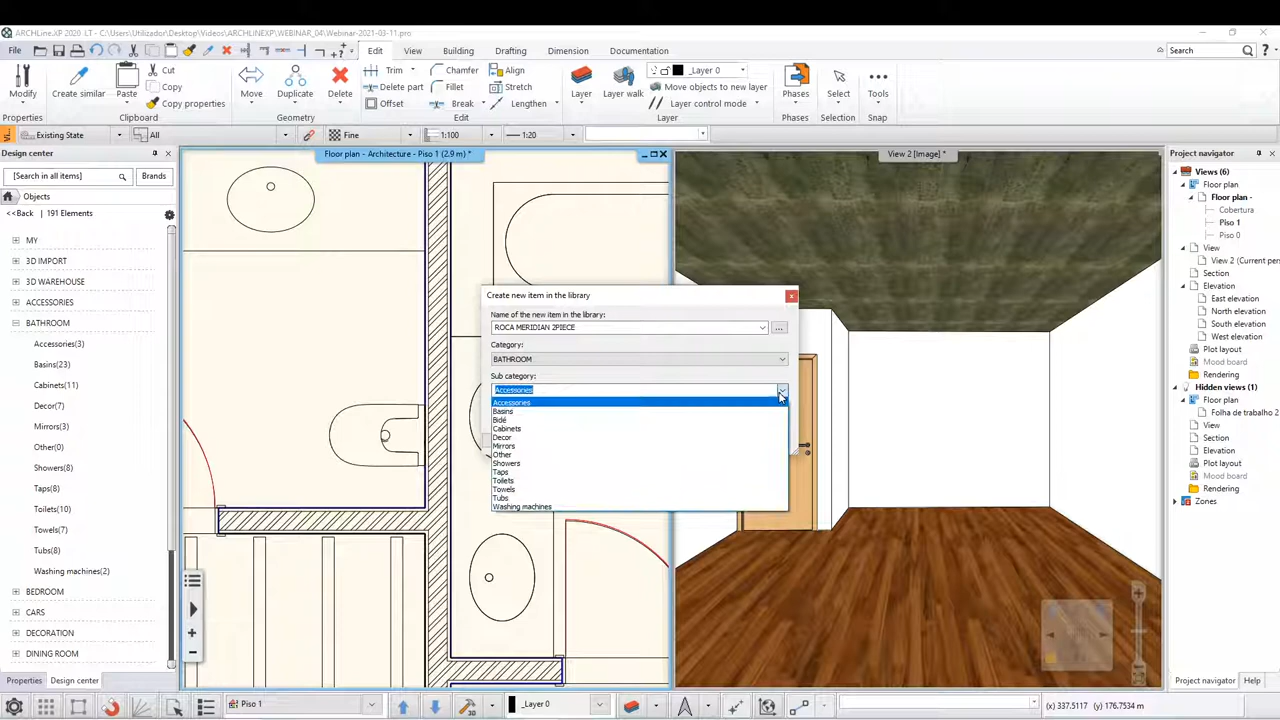 ARCHLine.XP 2020 LT - C:\Users\Utilizador\Desktop\Videos\ARCHLINEXP\WEBINAR_04\Webinar-2021-03-11.pro
File
Edit
View
Building
Drafting
Dimension
Documentation
Search
?
Modify
Create similar
Paste
Cut
Copy
Copy properties
Move
Duplicate
Delete
Trim
Chamfer
Align
Delete part
Fillet
Stretch
Offset
Break
Length
Layer
Layer walk
_Layer 0
Move objects to new layer
Layer control mode
Phases
Select
Tools
Properties
Clipboard
Geometry
Edit
Layer
Phases
Selection
Snap
Existing State
All
Fine
1:100
1:20
Design center
[Search in all items]
Brands
Objects
<<Back
191 Elements
MY
3D IMPORT
3D WAREHOUSE
ACCESSORIES
BATHROOM
Accessories(3)
Basins(23)
Cabinets(11)
Decor(7)
Mirrors(3)
Other(0)
Showers(8)
Taps(8)
Toilets(10)
Towels(7)
Tubs(8)
Washing machines(2)
BEDROOM
CARS
DECORATION
DINING ROOM
Properties
Design center
Floor plan - Architecture - Piso 1 (2.9 m) *
View 2 [Image] *
Create new item in the library
Name of the new item in the library:
ROCA MERIDIAN 2PIECE
...
Category:
BATHROOM
Sub category:
Accessories
Accessories
Basins
Bidé
Cabinets
Decor
Mirrors
Other
Showers
Taps
Toilets
Towels
Tubs
Washing machines
Project navigator
Views (6)
Floor plan
Floor plan -
Cobertura
Piso 1
Piso 0
View
View 2 (Current per
Section
Elevation
East elevation
North elevation
South elevation
West elevation
Plot layout
Mood board
Rendering
Hidden views (1)
Floor plan
Folha de trabalho 2
View
Section
Elevation
Plot layout
Mood board
Rendering
Zones
Project navigator
Help
Piso 1
_Layer 0
(x) 337.5117
(x) 176.7534 m